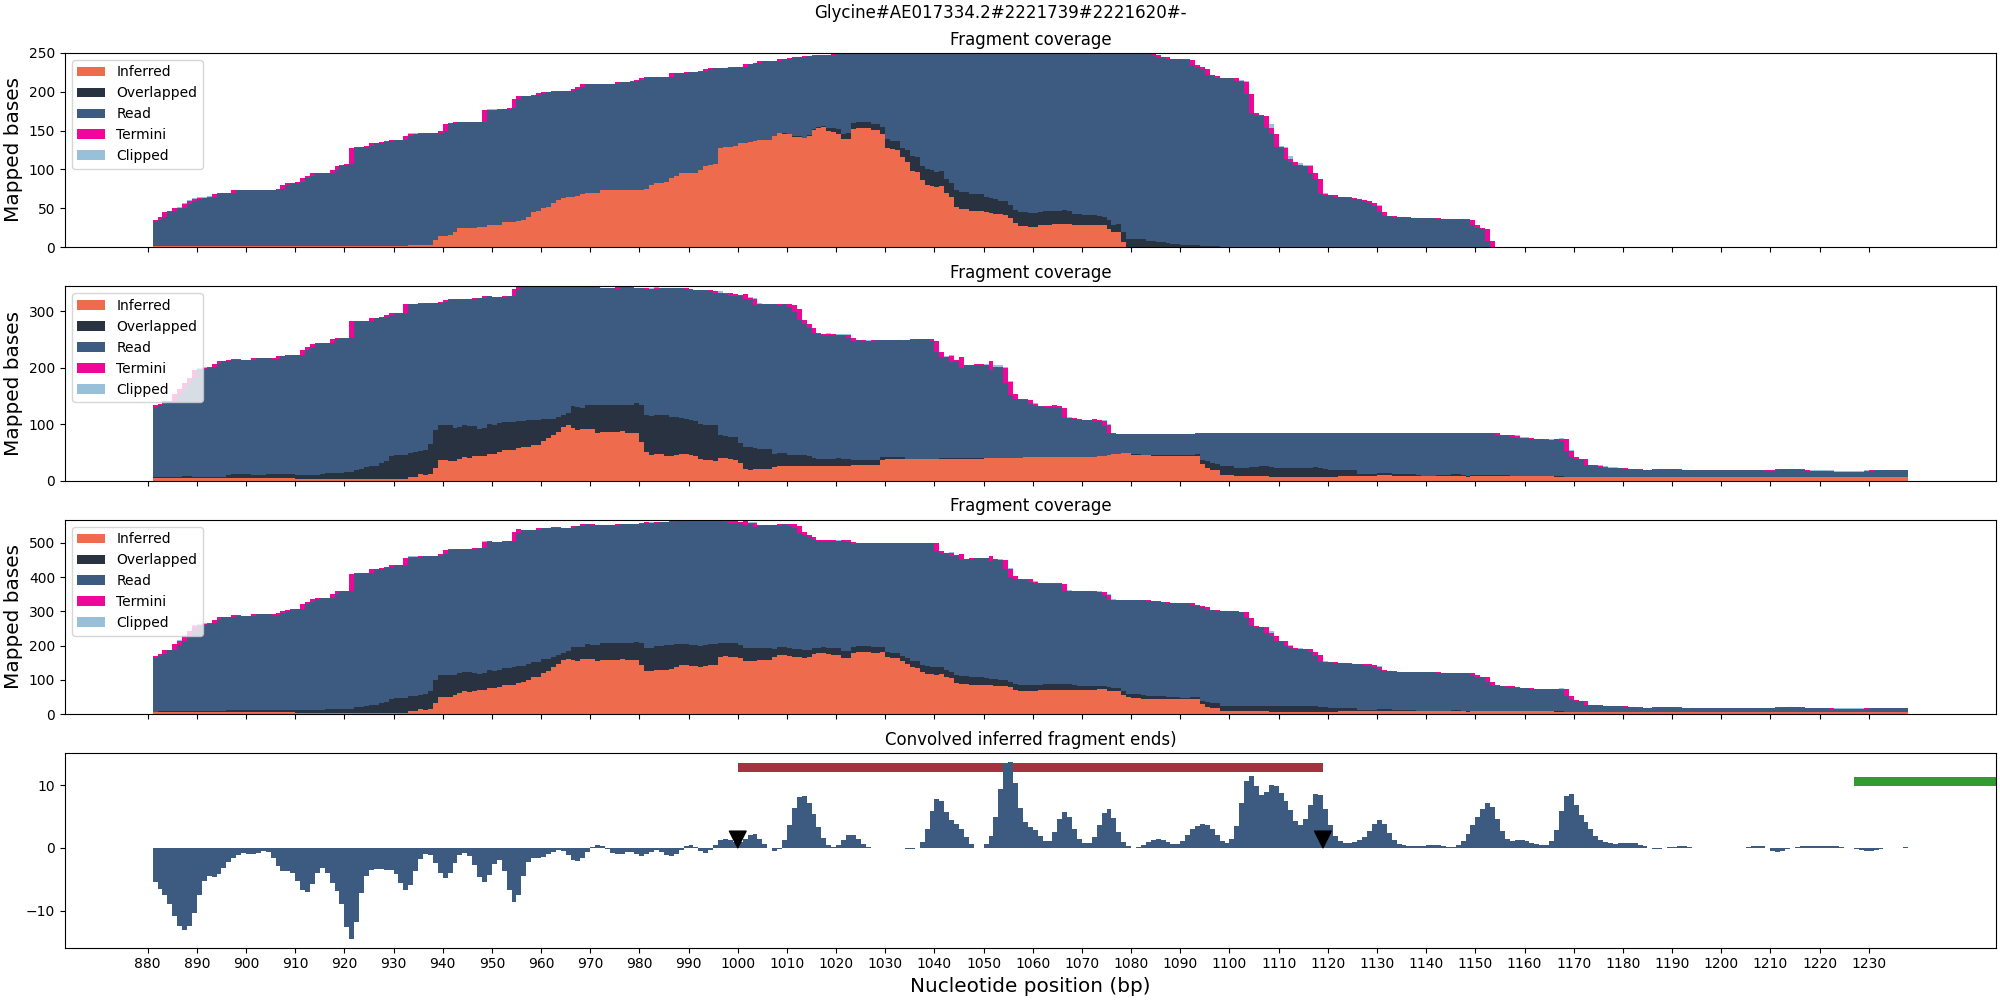 Glycine#AE017334.2#2221739#2221620#-
Fragment coverage
Mapped bases
250
200
150
100
50
0
Inferred
Overlapped
Read
Termini
Clipped
Fragment coverage
Mapped bases
300
200
100
0
Inferred
Overlapped
Read
Termini
Clipped
Fragment coverage
Mapped bases
500
400
300
200
100
0
Inferred
Overlapped
Read
Termini
Clipped
Convolved inferred fragment ends)
10
0
−10
880 890 900 910 920 930 940 950 960 970 980 990 1000 1010 1020 1030 1040 1050 1060 1070 1080 1090 1100 1110 1120 1130 1140 1150 1160 1170 1180 1190 1200 1210 1220 1230
Nucleotide position (bp)